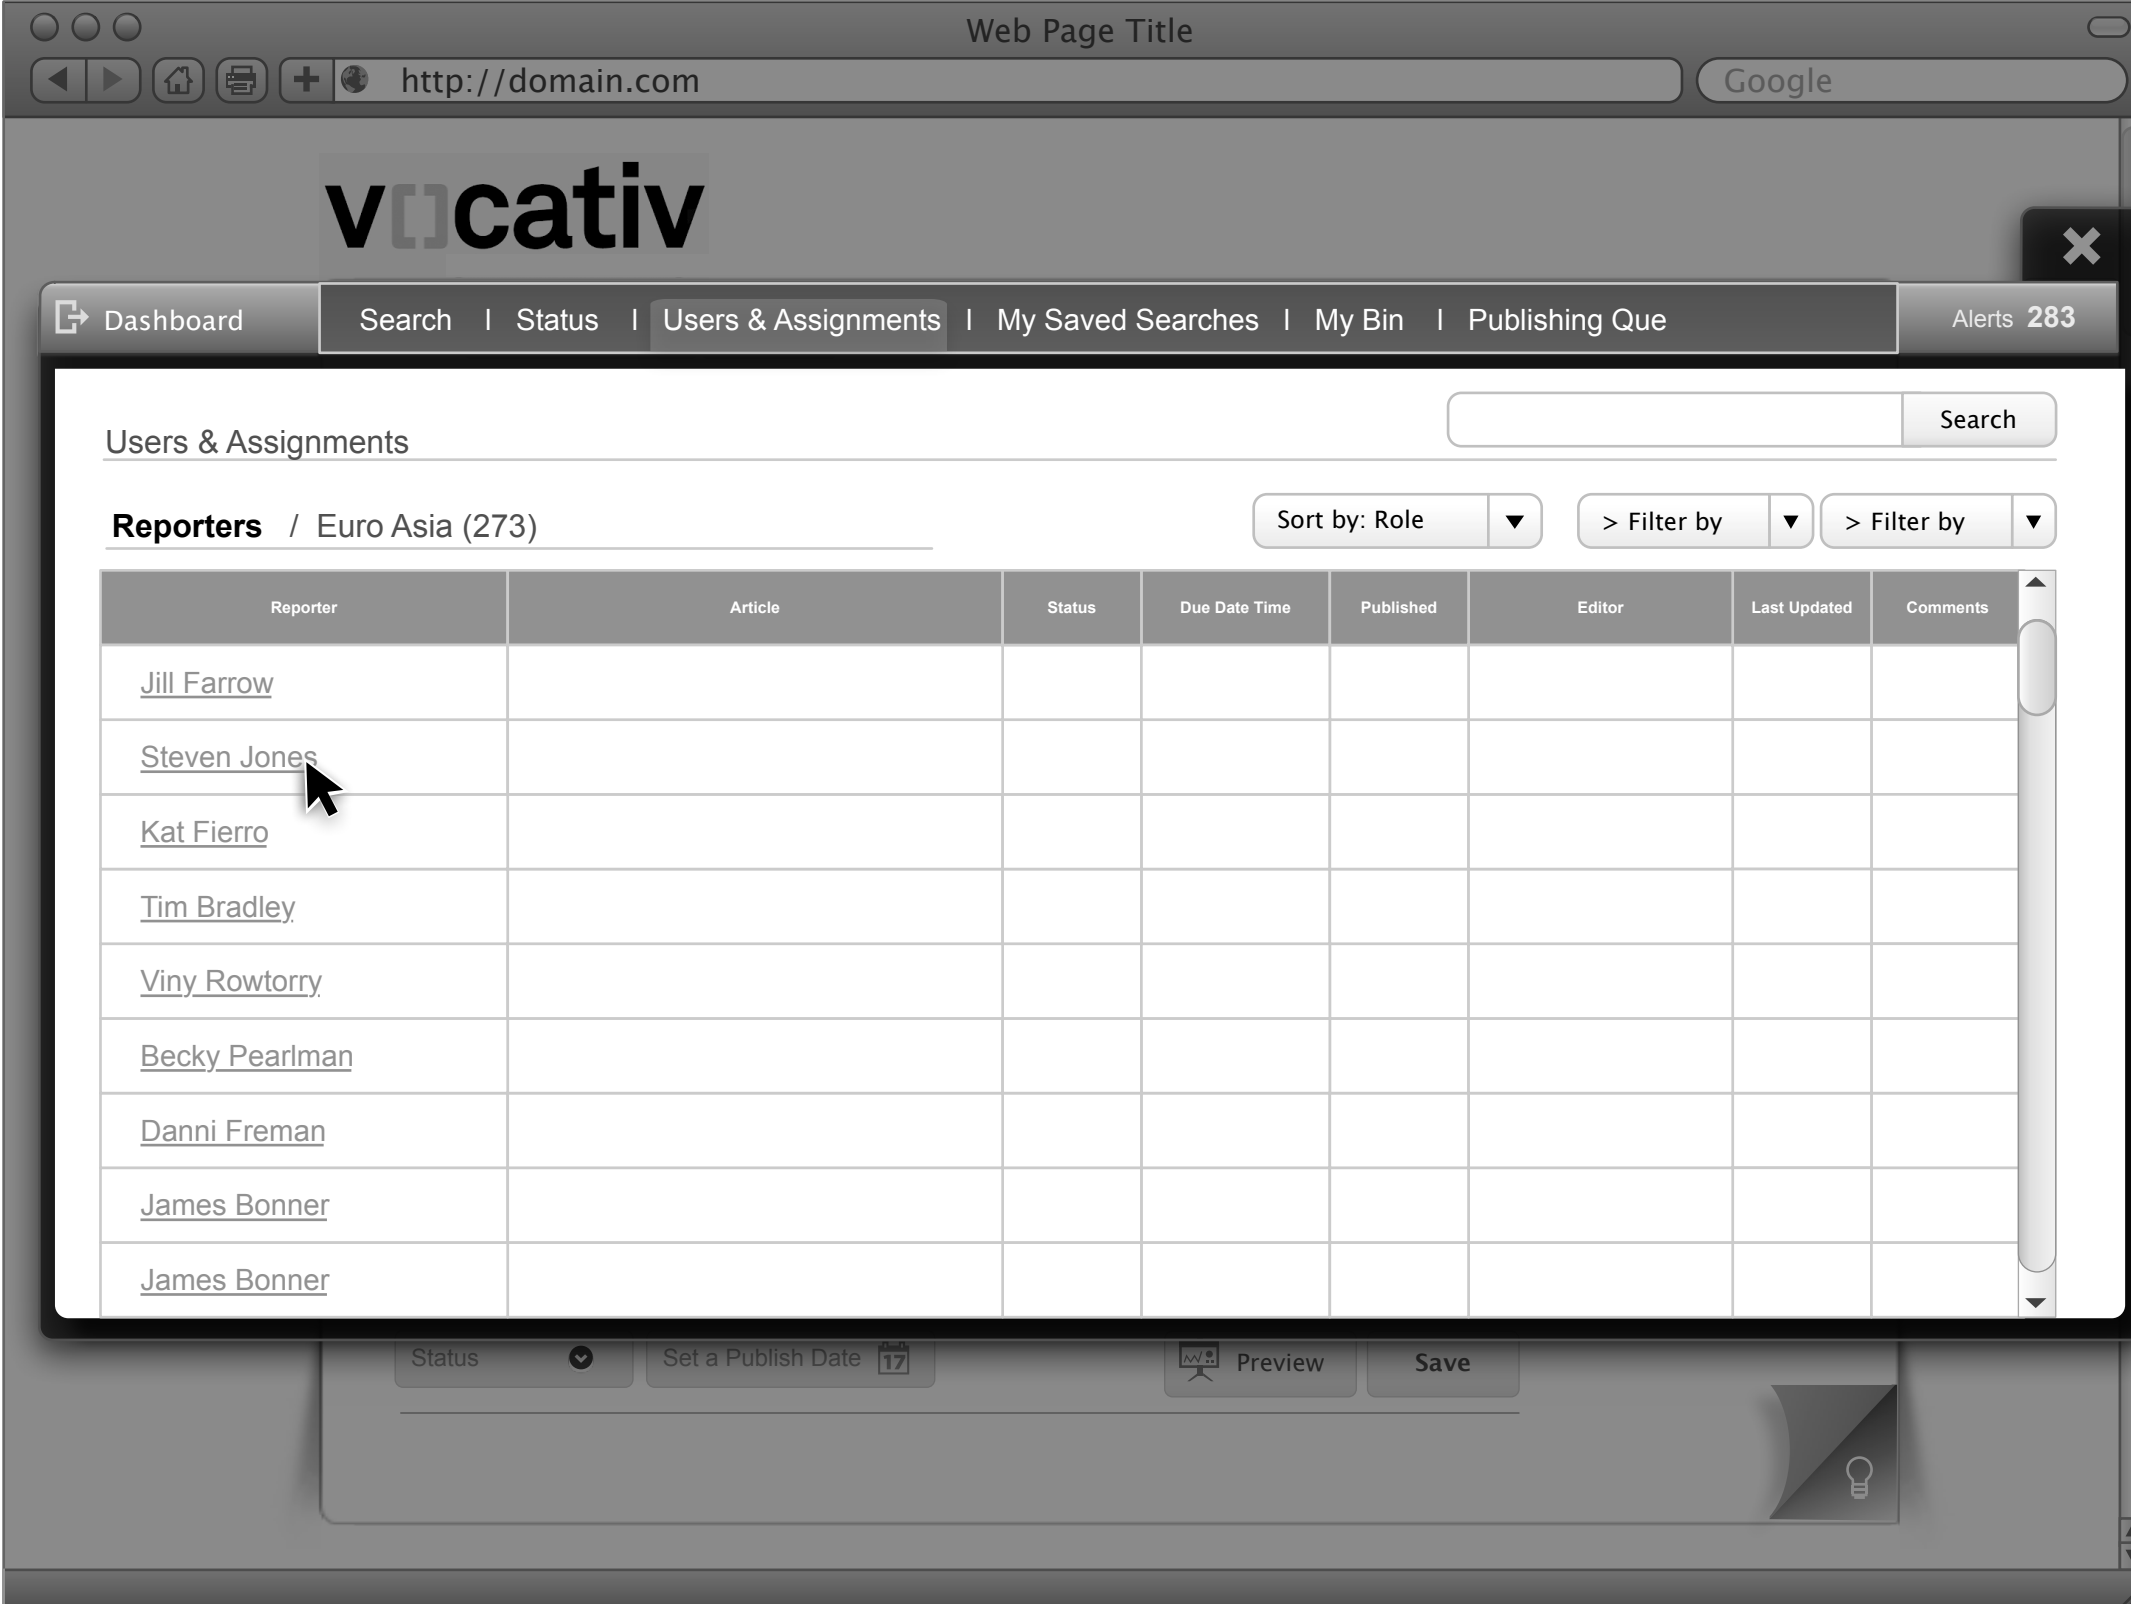 Web Page Title
http://domain.com
Google
v[]cativ
Dashboard
Search | Status | Users & Assignments | My Saved Searches | My Bin | Publishing Que
Alerts 283
Search
Users & Assignments
Reporters / Euro Asia (273)
Sort by: Role
> Filter by
> Filter by
Reporter Article Status Due Date Time Published Editor Last Updated Comments
Jill Farrow
Steven Jones
Kat Fierro
Tim Bradley
Viny Rowtorry
Becky Pearlman
Danni Freman
James Bonner
James Bonner
Status
Set a Publish Date
17
Preview
Save